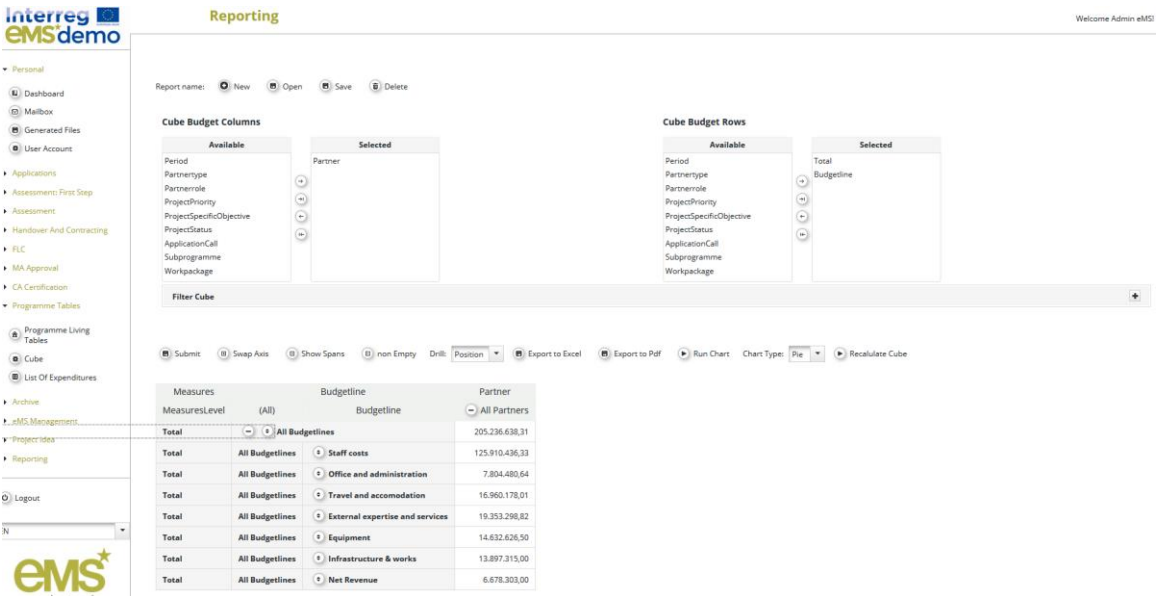 Interreg
eMS demo
Reporting
Welcome Admin eMS!
Personal
Dashboard
Mailbox
Generated Files
User Account
Applications
Assessment: First Step
Assessment
Handover And Contracting
FLC
MA Approval
CA Certification
Programme Tables
Programme Living
Tables
Cube
List Of Expenditures
Archive
eMS Management
Project Idea
Reporting
Logout
N
eMS
Report name: New Open Save Delete
Cube Budget Columns
Available Selected
Period Partner
Partnertype
Partnerrole
ProjectPriority
ProjectSpecificObjective
ProjectStatus
ApplicationCall
Subprogramme
Workpackage
Cube Budget Rows
Available Selected
Period Total
Partnertype Budgetline
Partnerrole
ProjectPriority
ProjectSpecificObjective
ProjectStatus
ApplicationCall
Subprogramme
Workpackage
Filter Cube
Submit Swap Axis Show Spans non Empty Drill: Position Export to Excel Export to Pdf Run Chart Chart Type: Pie Recalulate Cube
Measures Budgetline Partner
MeasuresLevel (All) Budgetline All Partners
Total All Budgetlines 205.236.638,31
Total All Budgetlines Staff costs 125.910.436,33
Total All Budgetlines Office and administration 7.804.480,64
Total All Budgetlines Travel and accomodation 16.960.178,01
Total All Budgetlines External expertise and services 19.353.298,82
Total All Budgetlines Equipment 14.632.626,50
Total All Budgetlines Infrastructure & works 13.897.315,00
Total All Budgetlines Net Revenue 6.678.303,00